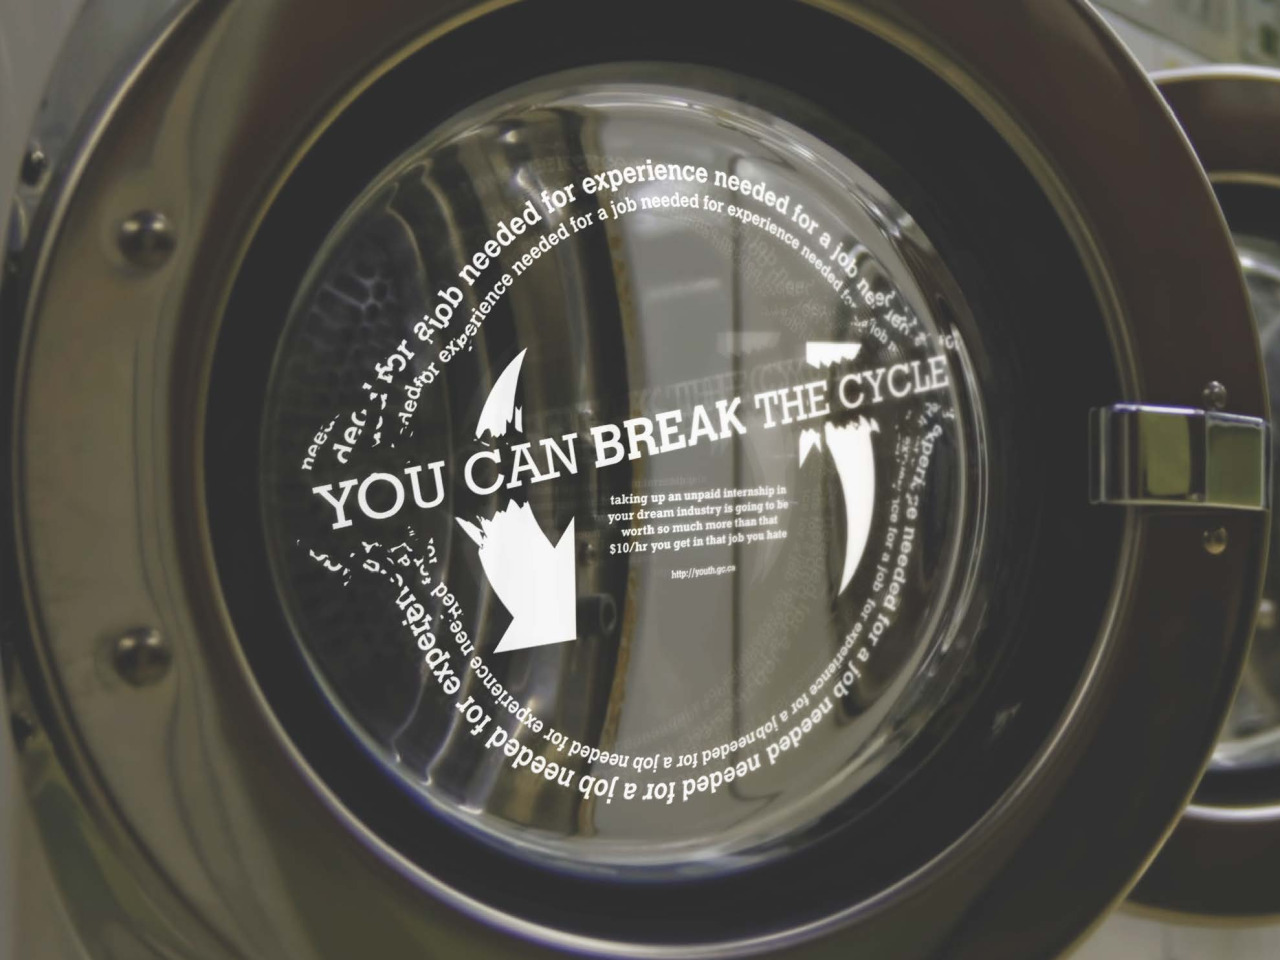 needed for a job needed for experience needed for a job needed
needed for experience needed for a job needed for experience needed for a job
YOU CAN BREAK THE CYCLE
taking up an unpaid internship in
your dream industry is going to be
worth so much more than that
$10/hr you get in that job you hate
http://youth.gc.ca
experience needed for a job needed needed for a job needed for experience
for a job for experience needed for a job needed for a job needed for experience needed for